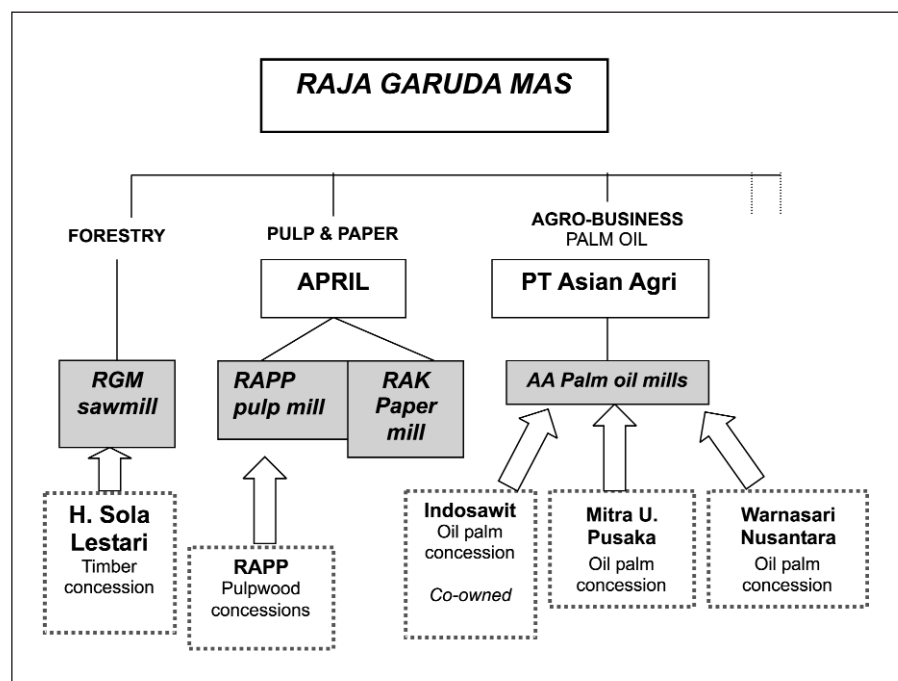 RAJA GARUDA MAS
FORESTRY
PULP & PAPER
AGRO-BUSINESS
PALM OIL
APRIL
PT Asian Agri
RGM
sawmill
RAPP
pulp mill
RAK
Paper
mill
AA Palm oil mills
H. Sola
Lestari
Timber
concession
RAPP
Pulpwood
concessions
Indosawit
Oil palm
concession
Co-owned
Mitra U.
Pusaka
Oil palm
concession
Warnasari
Nusantara
Oil palm
concession